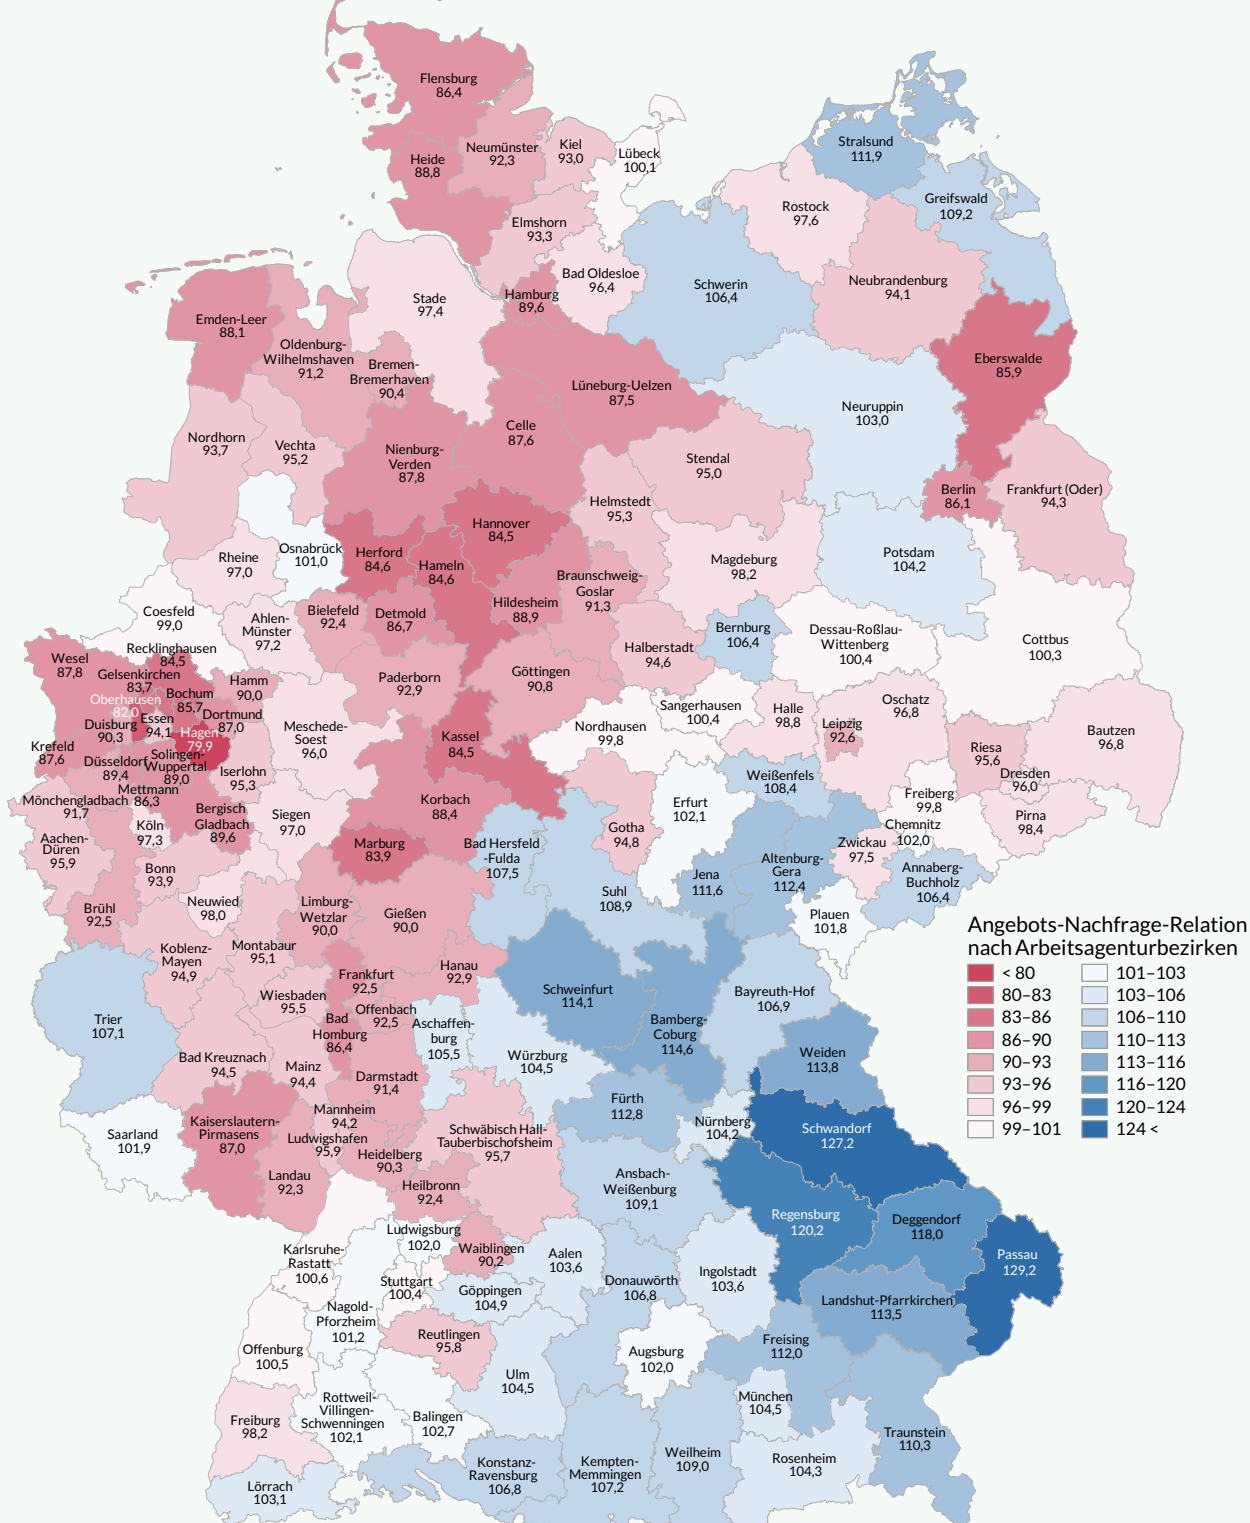 Flensburg
86,4
Heide
88,8
Neumünster
92,3
Kiel
93,0
Lübeck
100,1
Stralsund
111,9
Greifswald
109,2
Rostock
97,6
Elmshorn
93,3
Bad Oldesloe
96,4
Hamburg
89,6
Schwerin
106,4
Neubrandenburg
94,1
Stade
97,4
Emden-Leer
88,1
Oldenburg-
Wilhelmshaven
91,2
Bremen-
Bremerhaven
90,4
Lüneburg-Uelzen
87,5
Eberswalde
85,9
Neuruppin
103,0
Nordhorn
93,7
Vechta
95,2
Nienburg-
Verden
87,8
Celle
87,6
Stendal
95,0
Berlin
86,1
Frankfurt (Oder)
94,3
Helmstedt
95,3
Hannover
84,5
Osnabrück
101,0
Rheine
97,0
Herford
84,6
Hameln
84,6
Hildesheim
88,9
Braunschweig-
Goslar
91,3
Magdeburg
98,2
Potsdam
104,2
Coesfeld
99,0
Ahlen-
Münster
97,2
Bielefeld
92,4
Detmold
86,7
Bernburg
106,4
Dessau-Roßlau-
Wittenberg
100,4
Cottbus
100,3
Halberstadt
94,6
Göttingen
90,8
Paderborn
92,9
Recklinghausen
84,5
Wesel
87,8
Gelsenkirchen
83,7
Hamm
90,0
Oberhausen
82,0
Bochum
85,7
Dortmund
87,0
Essen
94,1
Duisburg
90,3
Hagen
79,9
Krefeld
87,6
Düsseldorf
89,4
Solingen-
Wuppertal
89,0
Mettmann
86,3
Iserlohn
95,3
Meschede-
Soest
96,0
Kassel
84,5
Nordhausen
99,8
Sangerhausen
100,4
Halle
98,8
Leipzig
92,6
Oschatz
96,8
Riesa
95,6
Dresden
96,0
Bautzen
96,8
Mönchengladbach
91,7
Köln
97,3
Bergisch
Gladbach
89,6
Siegen
97,0
Korbach
88,4
Marburg
83,9
Bad Hersfeld
-Fulda
107,5
Gotha
94,8
Erfurt
102,1
Weißenfels
108,4
Freiberg
99,8
Pirna
98,4
Chemnitz
102,0
Zwickau
97,5
Annaberg-
Buchholz
106,4
Altenburg-
Gera
112,4
Jena
111,6
Suhl
108,9
Plauen
101,8
Aachen-
Düren
95,9
Bonn
93,9
Brühl
92,5
Neuwied
98,0
Limburg-
Wetzlar
90,0
Gießen
90,0
Koblenz-
Mayen
94,9
Montabaur
95,1
Hanau
92,9
Frankfurt
92,5
Wiesbaden
95,5
Offenbach
92,5
Bad
Homburg
86,4
Aschaffen-
burg
105,5
Schweinfurt
114,1
Bamberg-
Coburg
114,6
Bayreuth-Hof
106,9
Weiden
113,8
Trier
107,1
Bad Kreuznach
94,5
Mainz
94,4
Darmstadt
91,4
Würzburg
104,5
Fürth
112,8
Nürnberg
104,2
Schwandorf
127,2
Saarland
101,9
Kaiserslautern-
Pirmasens
87,0
Mannheim
94,2
Ludwigshafen
95,9
Heidelberg
90,3
Landau
92,3
Schwäbisch Hall-
Tauberbischofsheim
95,7
Heilbronn
92,4
Ansbach-
Weißenburg
109,1
Regensburg
120,2
Deggendorf
118,0
Passau
129,2
Ludwigsburg
102,0
Waiblingen
90,2
Aalen
103,6
Karlsruhe-
Rastatt
100,6
Stuttgart
100,4
Göppingen
104,9
Donauwörth
106,8
Ingolstadt
103,6
Landshut-Pfarrkirchen
113,5
Nagold-
Pforzheim
101,2
Reutlingen
95,8
Offenburg
100,5
Ulm
104,5
Augsburg
102,0
Freising
112,0
München
104,5
Freiburg
98,2
Rottweil-
Villingen-
Schwenningen
102,1
Balingen
102,7
Traunstein
110,3
Konstanz-
Ravensburg
106,8
Kempten-
Memmingen
107,2
Weilheim
109,0
Rosenheim
104,3
Lörrach
103,1
Angebots-Nachfrage-Relation
nach Arbeitsagenturbezirken
< 80
80–83
83–86
86–90
90–93
93–96
96–99
99–101
101–103
103–106
106–110
110–113
113–116
116–120
120–124
124 <